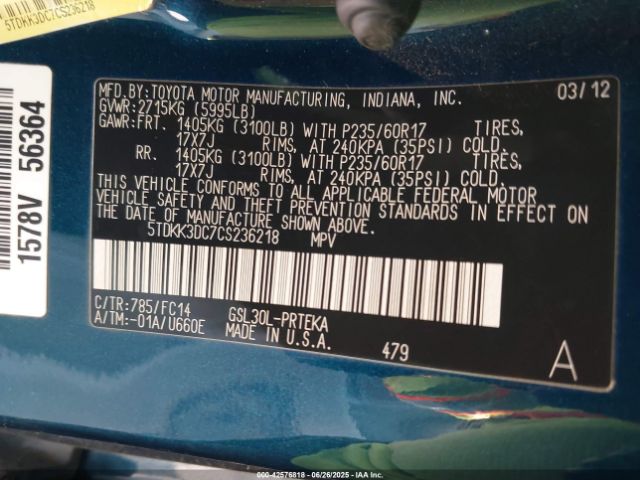 5TDKK3DC7CS236218
1578V 56364
MFD.BY:TOYOTA MOTOR MANUFACTURING, INDIANA, INC. 03/12
GVWR:2715KG (5995LB)
GAWR:FRT. 1405KG (3100LB) WITH P235/60R17 TIRES,
17X7J RIMS, AT 240KPA (35PSI) COLD.
RR. 1405KG (3100LB) WITH P235/60R17 TIRES,
17X7J RIMS, AT 240KPA (35PSI) COLD.
THIS VEHICLE CONFORMS TO ALL APPLICABLE FEDERAL MOTOR
VEHICLE SAFETY AND THEFT PREVENTION STANDARDS IN EFFECT ON
THE DATE OF MANUFACTURE SHOWN ABOVE.
5TDKK3DC7CS236218 MPV
C/TR:785/FC14 GSL30L-PRTEKA
A/TM:-01A/U660E MADE IN U.S.A.
479 A
000-42576818 - 06/26/2025 - IAA Inc.